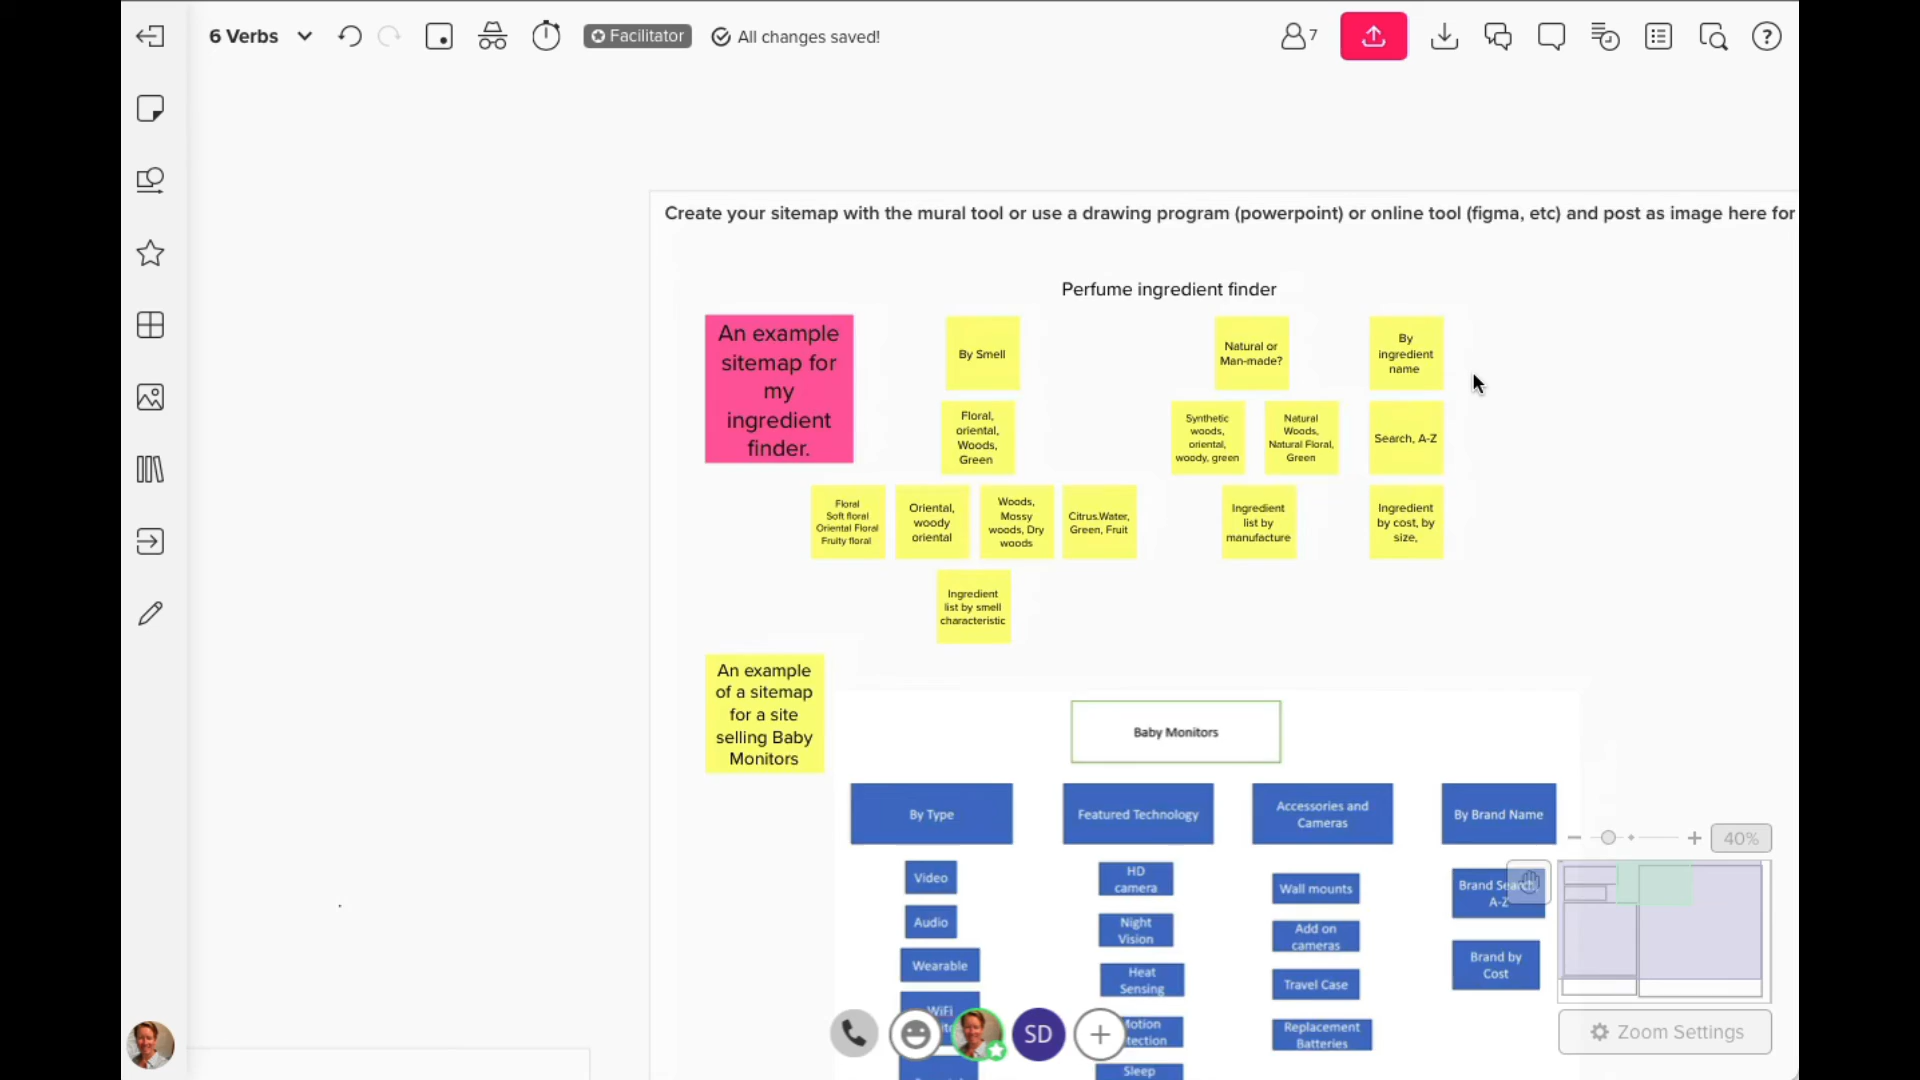 6 Verbs
Facilitator
All changes saved!
7
Create your sitemap with the mural tool or use a drawing program (powerpoint) or online tool (figma, etc) and post as image here for
Perfume ingredient finder
An example
sitemap for
my
ingredient
finder.
By Smell
Natural or
Man-made?
By
ingredient
name
Floral,
oriental,
Woods,
Green
Synthetic
woods,
oriental,
woody, green
Natural
Woods,
Natural Floral,
Green
Search, A-Z
Floral
Soft floral
Oriental Floral
Fruity floral
Oriental,
woody
oriental
Woods,
Mossy
woods, Dry
woods
Citrus.Water,
Green, Fruit
Ingredient
list by
manufacture
Ingredient
by cost, by
size,
Ingredient
list by smell
characteristic
An example
of a sitemap
for a site
selling Baby
Monitors
Baby Monitors
By Type
Featured Technology
Accessories and
Cameras
By Brand Name
Video
Audio
Wearable
WiFi
HD
camera
Night
Vision
Heat
Sensing
Sleep
Wall mounts
Add on
cameras
Travel Case
Replacement
Batteries
Brand Search
A-Z
Brand by
Cost
40%
Zoom Settings
SD